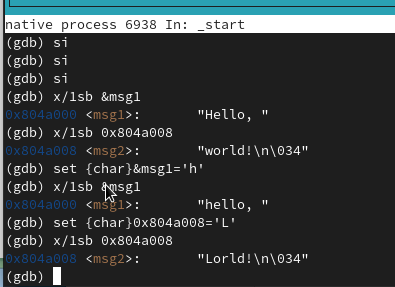 native process 6938 In: _start
(gdb) si
(gdb) si
(gdb) si
(gdb) x/1sb &msg1
0x804a000 <msg1>: "Hello, "
(gdb) x/1sb 0x804a008
0x804a008 <msg2>: "world!\n\034"
(gdb) set {char}&msg1='h'
(gdb) x/1sb &msg1
0x804a000 <msg1>: "hello, "
(gdb) set {char}0x804a008='L'
(gdb) x/1sb 0x804a008
0x804a008 <msg2>: "Lorld!\n\034"
(gdb)